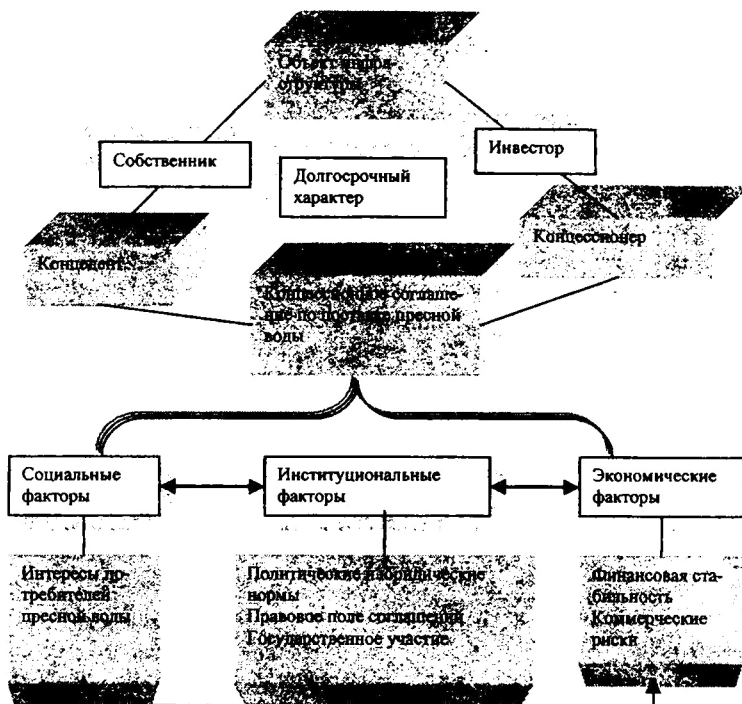 Объект инфра-
структуры
Собственник
Инвестор
Долгосрочный
характер
Концедент
Концессионер
Концессионное соглаше-
ние по поставке пресной
воды
Социальные
факторы
Институциональные
факторы
Экономические
факторы
Интересы по-
требителей
пресной воды
Политические и юридические
нормы
Правовое поле соглашений
Государственное участие
Финансовая ста-
бильность
Коммерческие
риски